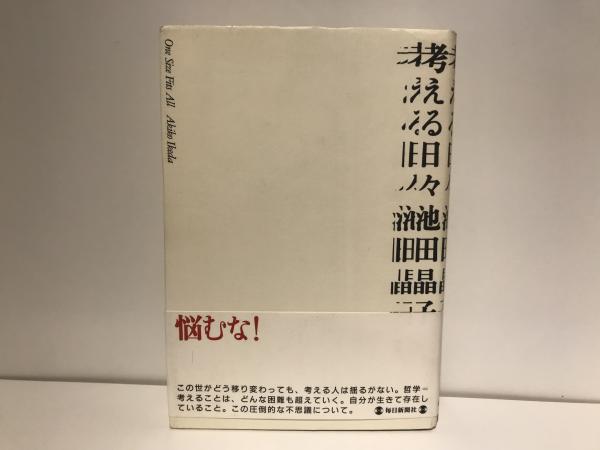 考える日々 池田晶子
One Size Fits All Akiko Ikeda
悩むな!
この世がどう移り変わっても、考える人は揺るがない。哲学=
考えることは、どんな困難も超えていく。自分が生きて存在し
ていること。この圧倒的な不思議について。
毎日新聞社